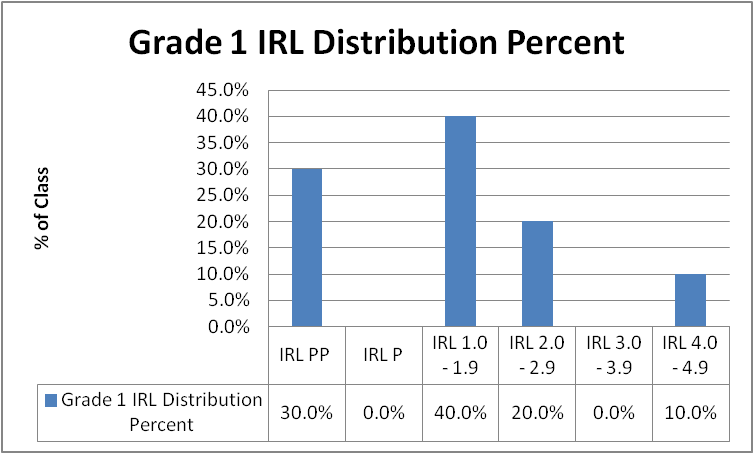 Grade 1 IRL Distribution Percent
45.0%
40.0%
35.0%
30.0%
25.0%
20.0%
15.0%
10.0%
5.0%
0.0%
% of Class
IRL PP IRL P IRL 1.0 - 1.9 IRL 2.0 - 2.9 IRL 3.0 - 3.9 IRL 4.0 - 4.9
Grade 1 IRL Distribution Percent 30.0% 0.0% 40.0% 20.0% 0.0% 10.0%